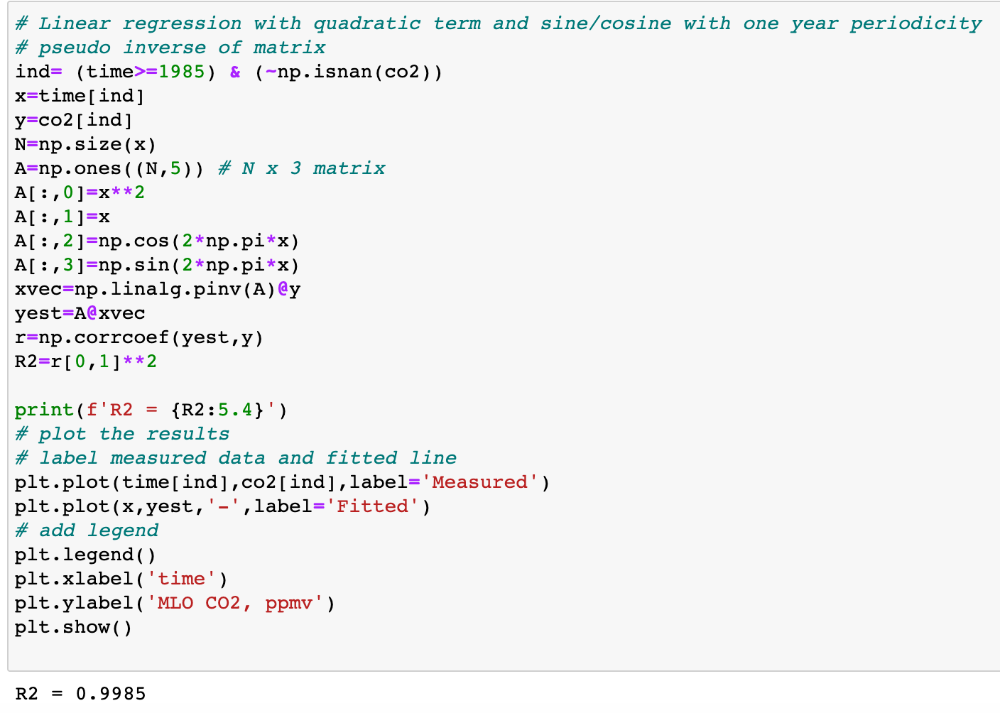 # Linear regression with quadratic term and sine/cosine with one year periodicity
# pseudo inverse of matrix
ind= (time>=1985) & (~np.isnan(co2))
x=time[ind]
y=co2[ind]
N=np.size(x)
A=np.ones((N,5)) # N x 3 matrix
A[:,0]=x**2
A[:,1]=x
A[:,2]=np.cos(2*np.pi*x)
A[:,3]=np.sin(2*np.pi*x)
xvec=np.linalg.pinv(A)@y
yest=A@xvec
r=np.corrcoef(yest,y)
R2=r[0,1]**2
print(f'R2 = {R2:5.4}')
# plot the results
# label measured data and fitted line
plt.plot(time[ind],co2[ind],label='Measured')
plt.plot(x,yest,'-',label='Fitted')
# add legend
plt.legend()
plt.xlabel('time')
plt.ylabel('MLO CO2, ppmv')
plt.show()
R2 = 0.9985